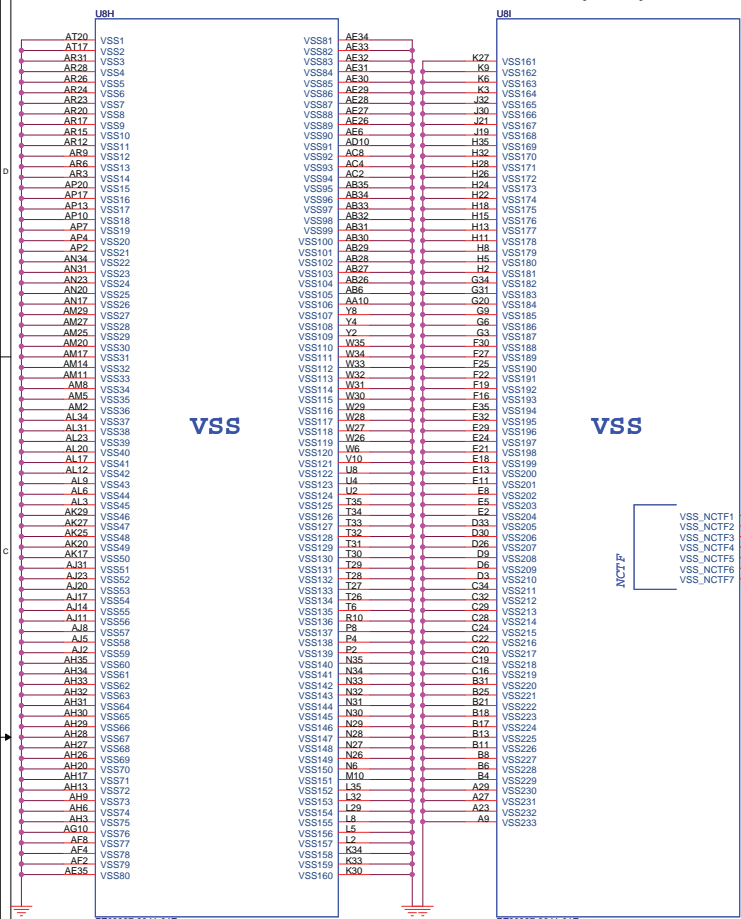 U8H
AT20 VSS1
AT17 VSS2
AR31 VSS3
AR28 VSS4
AR26 VSS5
AR24 VSS6
AR23 VSS7
AR20 VSS8
AR17 VSS9
AR15 VSS10
AR12 VSS11
AR9 VSS12
AR6 VSS13
AR3 VSS14
AP20 VSS15
AP17 VSS16
AP13 VSS17
AP10 VSS18
AP7 VSS19
AP4 VSS20
AP2 VSS21
AN34 VSS22
AN31 VSS23
AN23 VSS24
AN20 VSS25
AN17 VSS26
AM29 VSS27
AM27 VSS28
AM25 VSS29
AM20 VSS30
AM17 VSS31
AM14 VSS32
AM11 VSS33
AM8 VSS34
AM5 VSS35
AM2 VSS36
AL34 VSS37
AL31 VSS38
AL23 VSS39
AL20 VSS40
AL17 VSS41
AL12 VSS42
AL9 VSS43
AL6 VSS44
AL3 VSS45
AK29 VSS46
AK27 VSS47
AK25 VSS48
AK20 VSS49
AK17 VSS50
AJ31 VSS51
AJ23 VSS52
AJ20 VSS53
AJ17 VSS54
AJ14 VSS55
AJ11 VSS56
AJ8 VSS57
AJ5 VSS58
AJ2 VSS59
AH35 VSS60
AH34 VSS61
AH33 VSS62
AH32 VSS63
AH31 VSS64
AH30 VSS65
AH29 VSS66
AH28 VSS67
AH27 VSS68
AH26 VSS69
AH20 VSS70
AH17 VSS71
AH13 VSS72
AH9 VSS73
AH6 VSS74
AH3 VSS75
AG10 VSS76
AF8 VSS77
AF4 VSS78
AF2 VSS79
AE35 VSS80
VSS
VSS81 AE34
VSS82 AE33
VSS83 AE32
VSS84 AE31
VSS85 AE30
VSS86 AE29
VSS87 AE28
VSS88 AE27
VSS89 AE26
VSS90 AE6
VSS91 AD10
VSS92 AC8
VSS93 AC4
VSS94 AC2
VSS95 AB35
VSS96 AB34
VSS97 AB33
VSS98 AB32
VSS99 AB31
VSS100 AB30
VSS101 AB29
VSS102 AB28
VSS103 AB27
VSS104 AB26
VSS105 AB6
VSS106 AA10
VSS107 Y8
VSS108 Y4
VSS109 Y2
VSS110 W35
VSS111 W34
VSS112 W33
VSS113 W32
VSS114 W31
VSS115 W30
VSS116 W29
VSS117 W28
VSS118 W27
VSS119 W26
VSS120 W6
VSS121 V10
VSS122 U8
VSS123 U4
VSS124 U2
VSS125 T35
VSS126 T34
VSS127 T33
VSS128 T32
VSS129 T31
VSS130 T30
VSS131 T29
VSS132 T28
VSS133 T27
VSS134 T26
VSS135 T6
VSS136 R10
VSS137 P8
VSS138 P4
VSS139 P2
VSS140 N35
VSS141 N34
VSS142 N33
VSS143 N32
VSS144 N31
VSS145 N30
VSS146 N29
VSS147 N28
VSS148 N27
VSS149 N26
VSS150 N6
VSS151 M10
VSS152 L35
VSS153 L32
VSS154 L29
VSS155 L8
VSS156 L5
VSS157 L2
VSS158 K34
VSS159 K33
VSS160 K30
U8I
K27 VSS161
K9 VSS162
K6 VSS163
K3 VSS164
J32 VSS165
J30 VSS166
J21 VSS167
J19 VSS168
H35 VSS169
H32 VSS170
H28 VSS171
H26 VSS172
H24 VSS173
H22 VSS174
H18 VSS175
H15 VSS176
H13 VSS177
H11 VSS178
H8 VSS179
H5 VSS180
H2 VSS181
G34 VSS182
G31 VSS183
G20 VSS184
G9 VSS185
G6 VSS186
G3 VSS187
F30 VSS188
F27 VSS189
F25 VSS190
F22 VSS191
F19 VSS192
F16 VSS193
E35 VSS194
E32 VSS195
E29 VSS196
E24 VSS197
E21 VSS198
E18 VSS199
E13 VSS200
E11 VSS201
E8 VSS202
E5 VSS203
E2 VSS204
D33 VSS205
D30 VSS206
D26 VSS207
D9 VSS208
D6 VSS209
D3 VSS210
C34 VSS211
C32 VSS212
C29 VSS213
C28 VSS214
C24 VSS215
C22 VSS216
C20 VSS217
C19 VSS218
C16 VSS219
B31 VSS220
B25 VSS221
B21 VSS222
B18 VSS223
B17 VSS224
B13 VSS225
B11 VSS226
B8 VSS227
B6 VSS228
B4 VSS229
A29 VSS230
A27 VSS231
A23 VSS232
A9 VSS233
VSS
NCTF
VSS_NCTF1
VSS_NCTF2
VSS_NCTF3
VSS_NCTF4
VSS_NCTF5
VSS_NCTF6
VSS_NCTF7
D
C